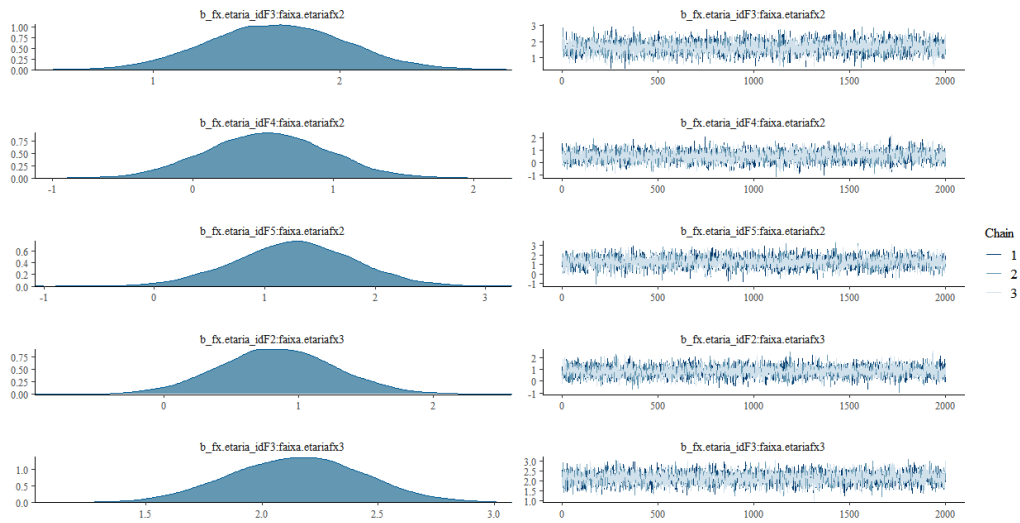 b_fx.etaria_idF3:faixa.etariafx2
1.00
0.75
0.50
0.25
0.00
1 2
b_fx.etaria_idF3:faixa.etariafx2
3
2
1
0 500 1000 1500 2000
b_fx.etaria_idF4:faixa.etariafx2
0.75
0.50
0.25
0.00
-1 0 1 2
b_fx.etaria_idF4:faixa.etariafx2
2
1
0
-1
0 500 1000 1500 2000
b_fx.etaria_idF5:faixa.etariafx2
0.6
0.4
0.2
0.0
-1 0 1 2 3
b_fx.etaria_idF5:faixa.etariafx2
3
2
1
0
-1
0 500 1000 1500 2000
b_fx.etaria_idF2:faixa.etariafx3
0.75
0.50
0.25
0.00
0 1 2
b_fx.etaria_idF2:faixa.etariafx3
2
1
0
-1
0 500 1000 1500 2000
b_fx.etaria_idF3:faixa.etariafx3
1.0
0.5
0.0
1.5 2.0 2.5 3.0
b_fx.etaria_idF3:faixa.etariafx3
3.0
2.5
2.0
1.5
1.0
0 500 1000 1500 2000
Chain
1
2
3